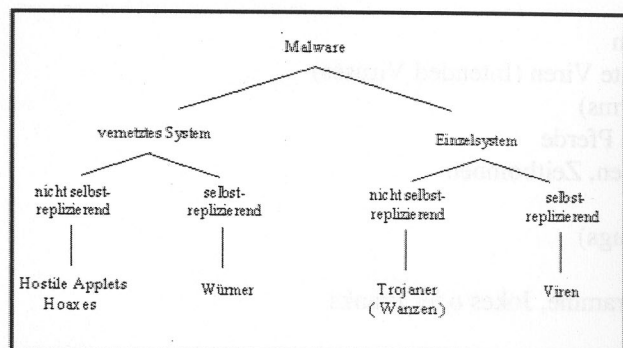 Malware
vernetztes System
Einzelsystem
nicht selbst-
replizierend
selbst-
replizierend
nicht selbst-
replizierend
selbst-
replizierend
Hostile Applets
Hoaxes
Würmer
Trojaner
( Wanzen )
Viren